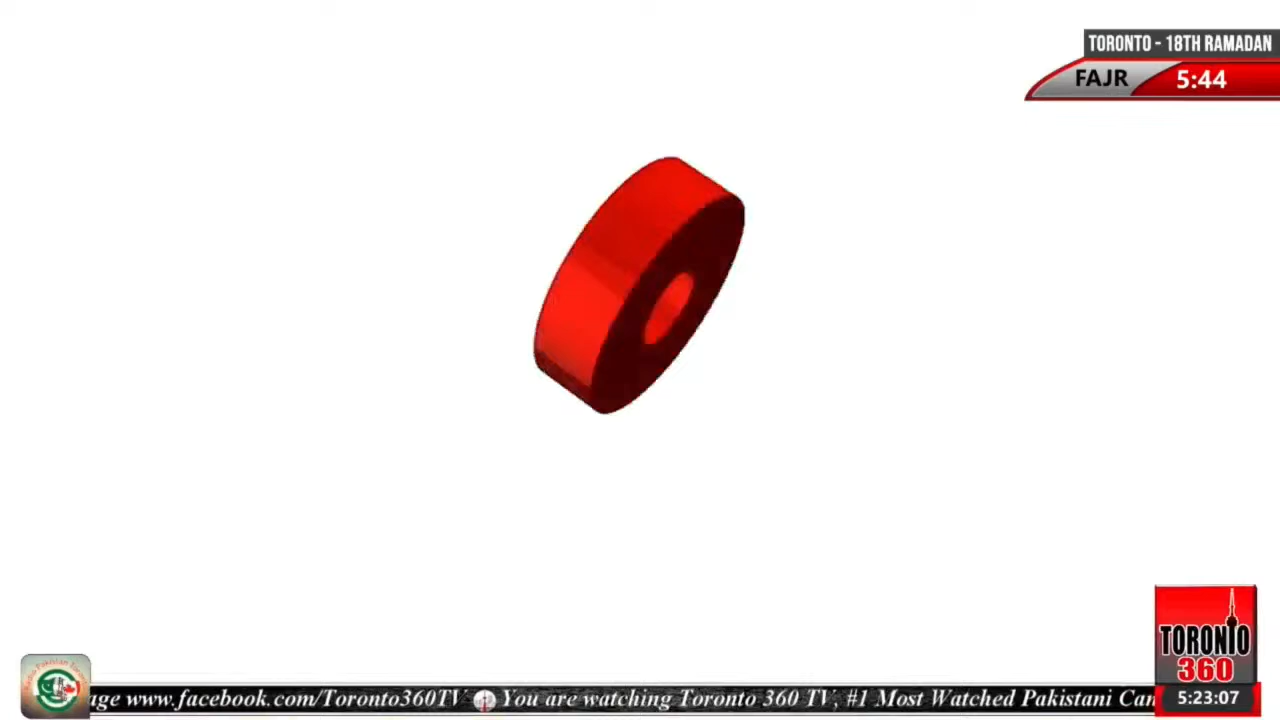 TORONTO - 18TH RAMADAN
FAJR 5:44
TORONTO
360
5:23:07
age www.facebook.com/Toronto360TV You are watching Toronto 360 TV, #1 Most Watched Pakistani Can